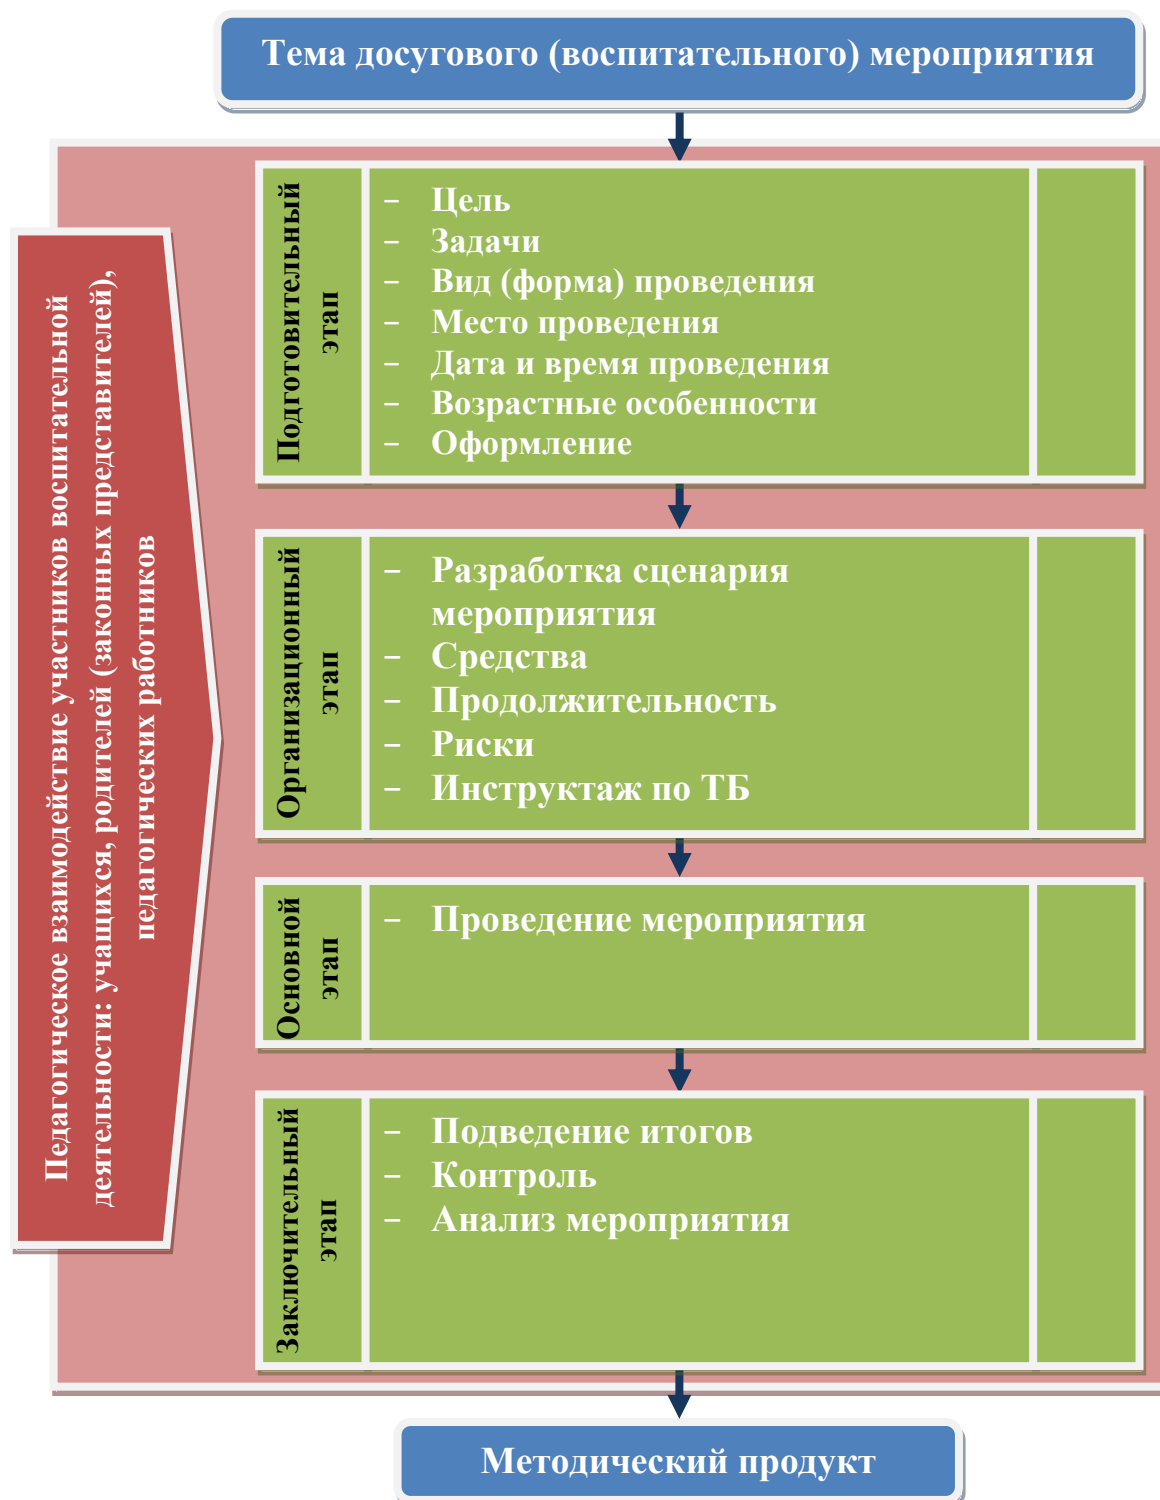 Тема досугового (воспитательного) мероприятия
Педагогическое взаимодействие участников воспитательной
деятельности: учащихся, родителей (законных представителей),
педагогических работников
Подготовительный
этап
– Цель
– Задачи
– Вид (форма) проведения
– Место проведения
– Дата и время проведения
– Возрастные особенности
– Оформление
Организационный
этап
– Разработка сценария
мероприятия
– Средства
– Продолжительность
– Риски
– Инструктаж по ТБ
Основной
этап
– Проведение мероприятия
Заключительный
этап
– Подведение итогов
– Контроль
– Анализ мероприятия
Методический продукт